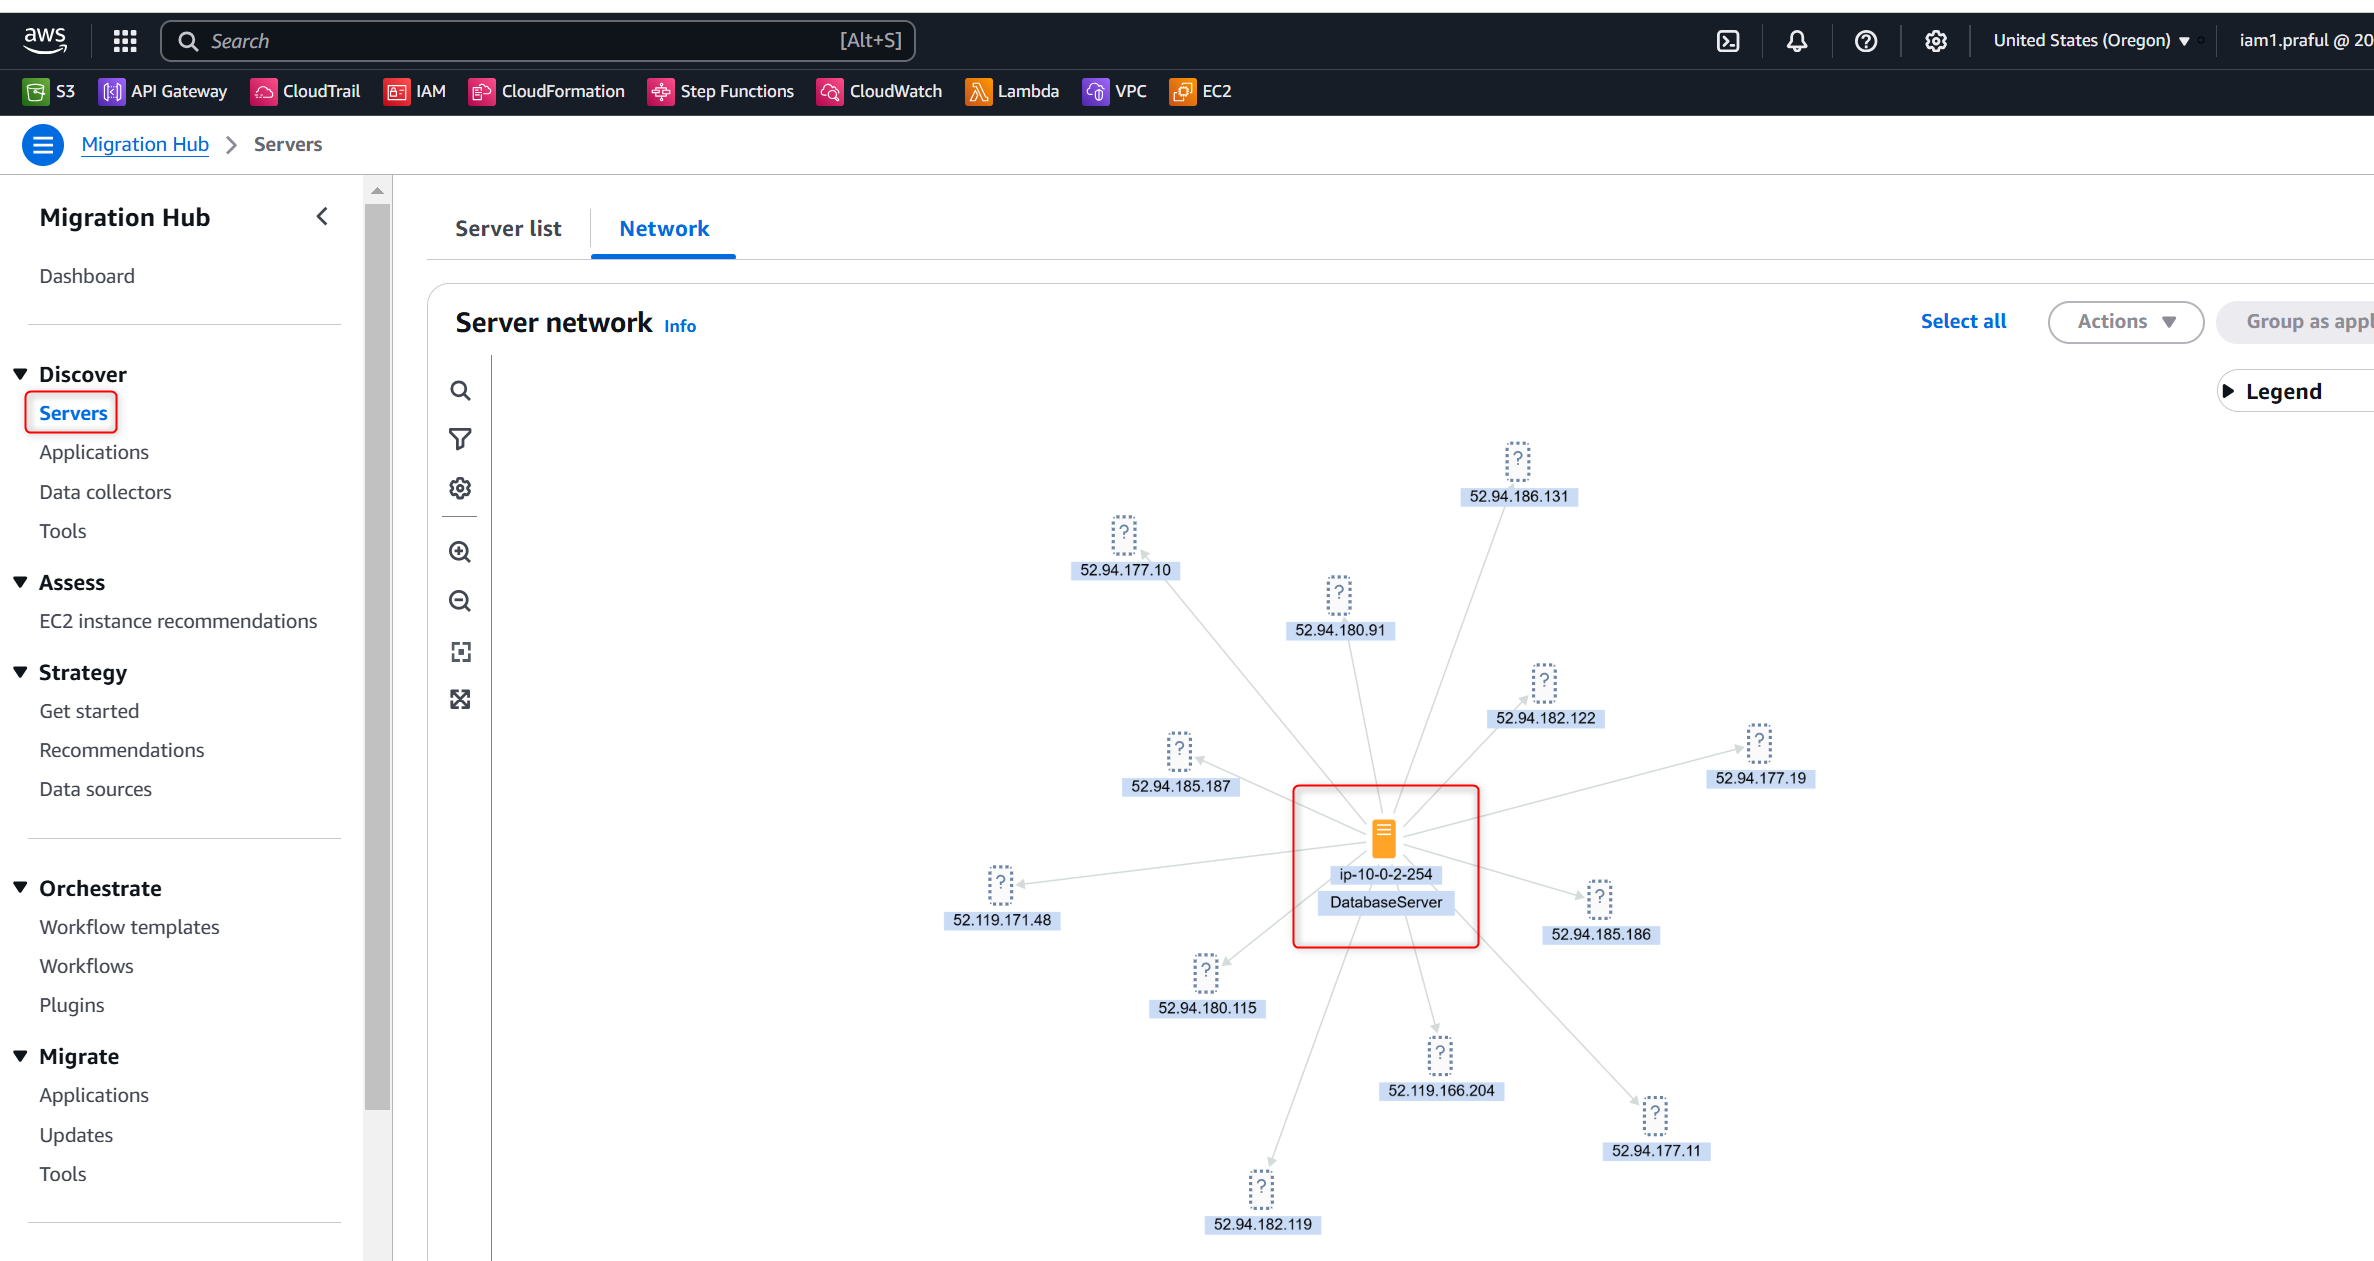 aws
Search [Alt+S]
United States (Oregon)
iam1.praful @ 20
S3 API Gateway CloudTrail IAM CloudFormation Step Functions CloudWatch Lambda VPC EC2
Migration Hub Servers
Migration Hub
Dashboard
Discover
Servers
Applications
Data collectors
Tools
Assess
EC2 instance recommendations
Strategy
Get started
Recommendations
Data sources
Orchestrate
Workflow templates
Workflows
Plugins
Migrate
Applications
Updates
Tools
Server list
Network
Server network Info
Select all
Actions
Group as appl
Legend
?
52.94.186.131
?
52.94.177.10
?
52.94.180.91
?
52.94.182.122
?
52.94.177.19
?
52.94.185.187
ip-10-0-2-254
DatabaseServer
?
52.119.171.48
?
52.94.185.186
?
52.94.180.115
?
52.119.166.204
?
52.94.177.11
?
52.94.182.119